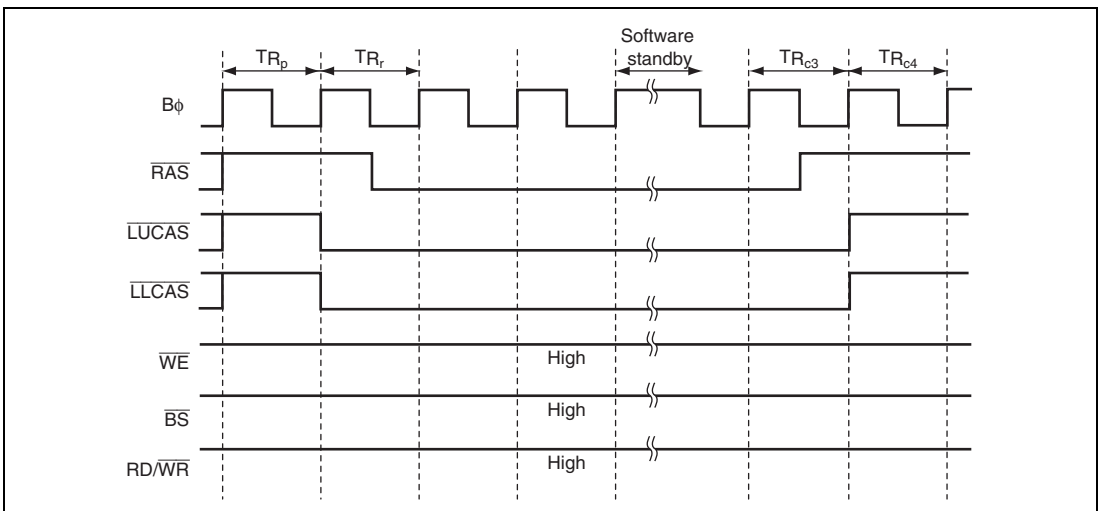 Software
standby
TRp TRr TRc3 TRc4
Bϕ
RAS
LUCAS
LLCAS
WE High
BS High
RD/WR High